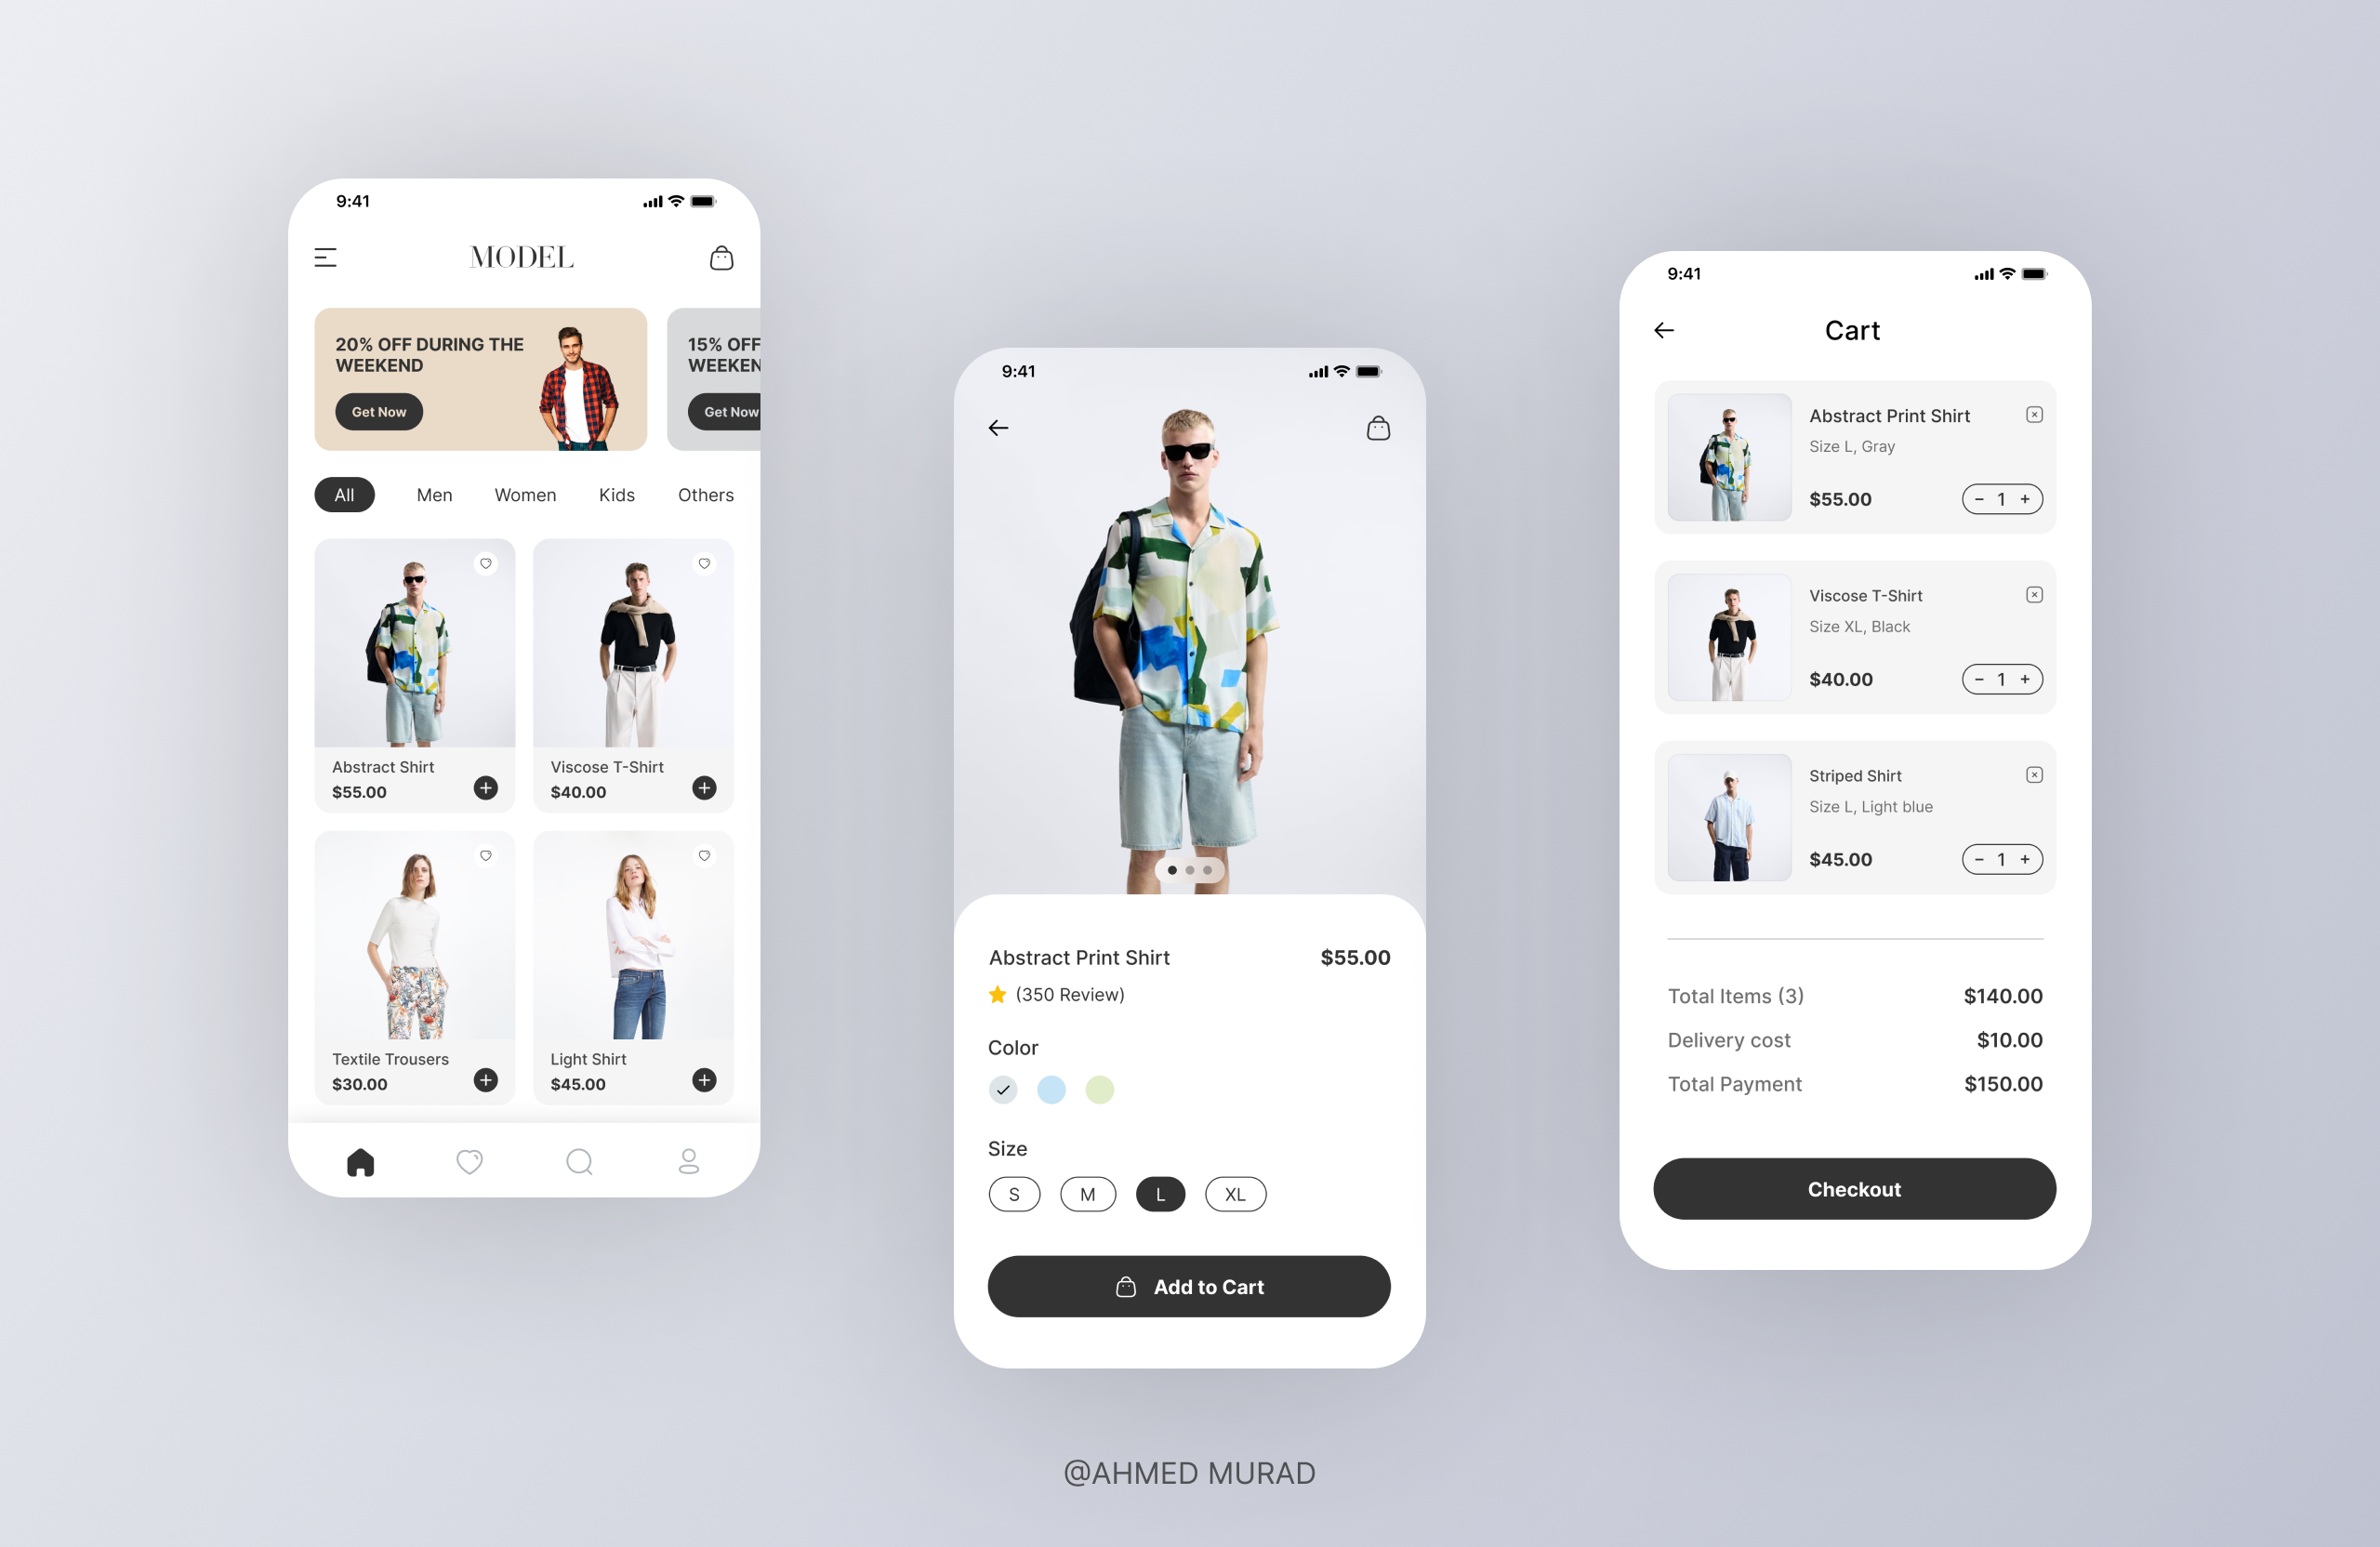 9:41
MODEL
20% OFF DURING THE
WEEKEND
Get Now
15% OFF
WEEKEN
Get Now
All
Men
Women
Kids
Others
Abstract Shirt
$55.00
Viscose T-Shirt
$40.00
Textile Trousers
$30.00
Light Shirt
$45.00
9:41
Abstract Print Shirt
$55.00
(350 Review)
Color
Size
S
M
L
XL
Add to Cart
9:41
Cart
Abstract Print Shirt
Size L, Gray
$55.00
− 1 +
Viscose T-Shirt
Size XL, Black
$40.00
− 1 +
Striped Shirt
Size L, Light blue
$45.00
− 1 +
Total Items (3)
$140.00
Delivery cost
$10.00
Total Payment
$150.00
Checkout
@AHMED MURAD